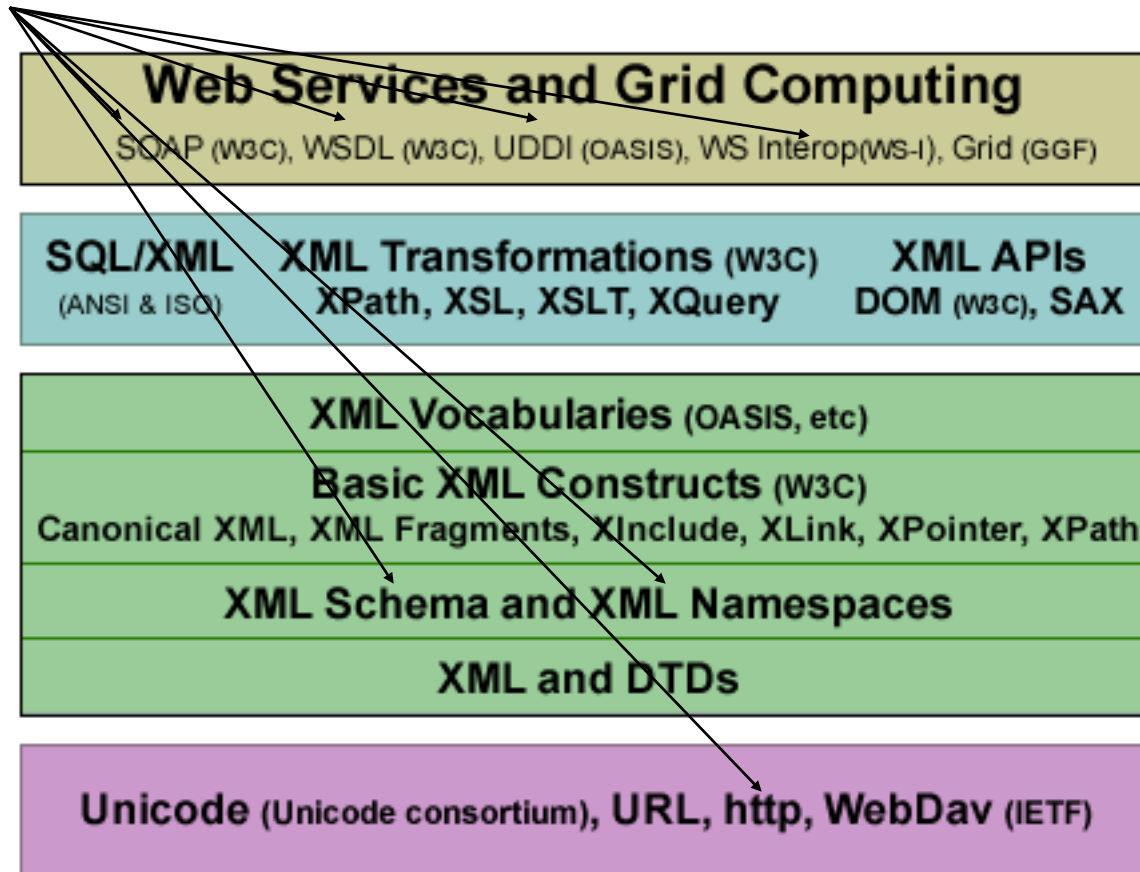 Web Services and Grid Computing
SOAP (W3C), WSDL (W3C), UDDI (OASIS), WS Interop(WS-I), Grid (GGF)
SQL/XML XML Transformations (W3C) XML APIs
(ANSI & ISO) XPath, XSL, XSLT, XQuery DOM (W3C), SAX
XML Vocabularies (OASIS, etc)
Basic XML Constructs (W3C)
Canonical XML, XML Fragments, XInclude, XLink, XPointer, XPath
XML Schema and XML Namespaces
XML and DTDs
Unicode (Unicode consortium), URL, http, WebDav (IETF)